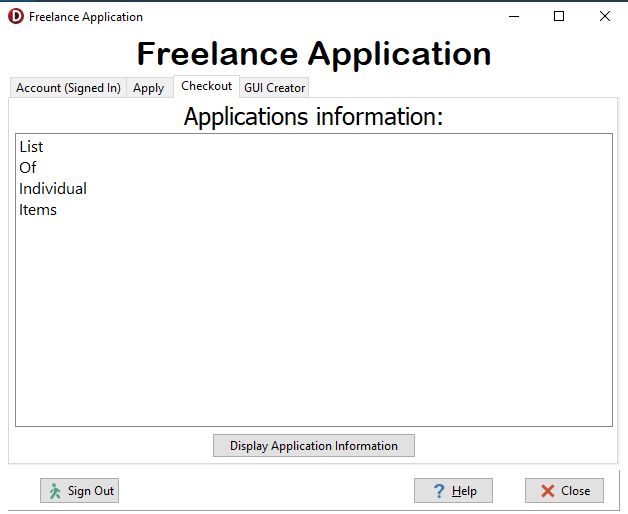 Freelance Application
Freelance Application
Account (Signed In) Apply Checkout GUI Creator
Applications information:
List
Of
Individual
Items
Display Application Information
Sign Out Help Close